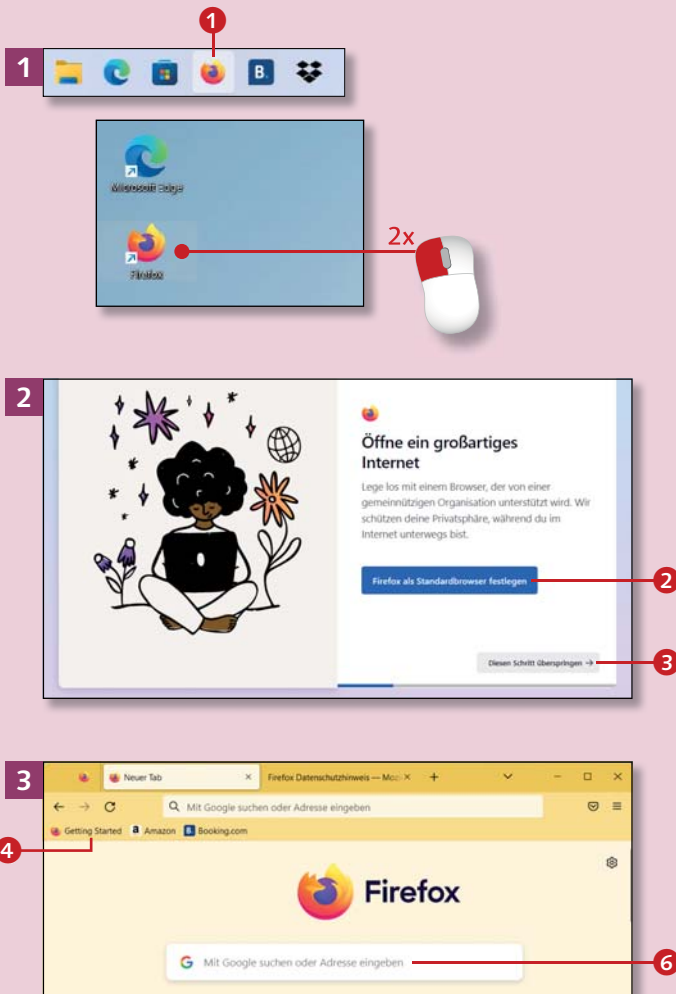 1
1
B.
Microsoft Edge
Firefox
2x
2
Öffne ein großartiges
Internet
Lege los mit einem Browser, der von einer
gemeinnützigen Organisation unterstützt wird. Wir
schützen deine Privatsphäre, während du im
Internet unterwegs bist.
Firefox als Standardbrowser festlegen
2
Diesen Schritt überspringen →
3
3
Neuer Tab
Firefox Datenschutzhinweis — Moz
Mit Google suchen oder Adresse eingeben
Getting Started a Amazon B. Booking.com
4
Firefox
G Mit Google suchen oder Adresse eingeben
6